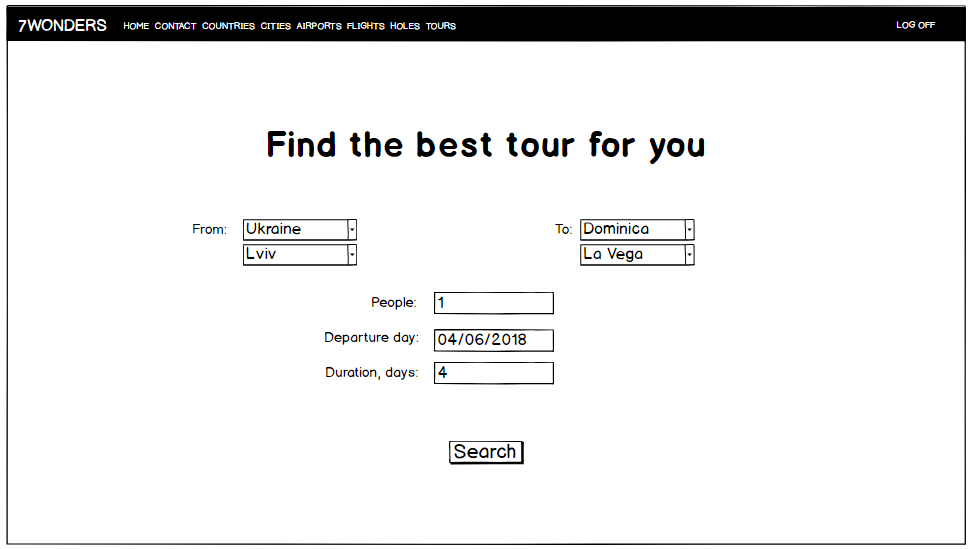 7WONDERS HOME CONTACT COUNTRIES CITIES AIRPORTS FLIGHTS HOLES TOURS LOG OFF
Find the best tour for you
From: Ukraine To: Dominica
Lviv La Vega
People: 1
Departure day: 04/06/2018
Duration, days: 4
Search